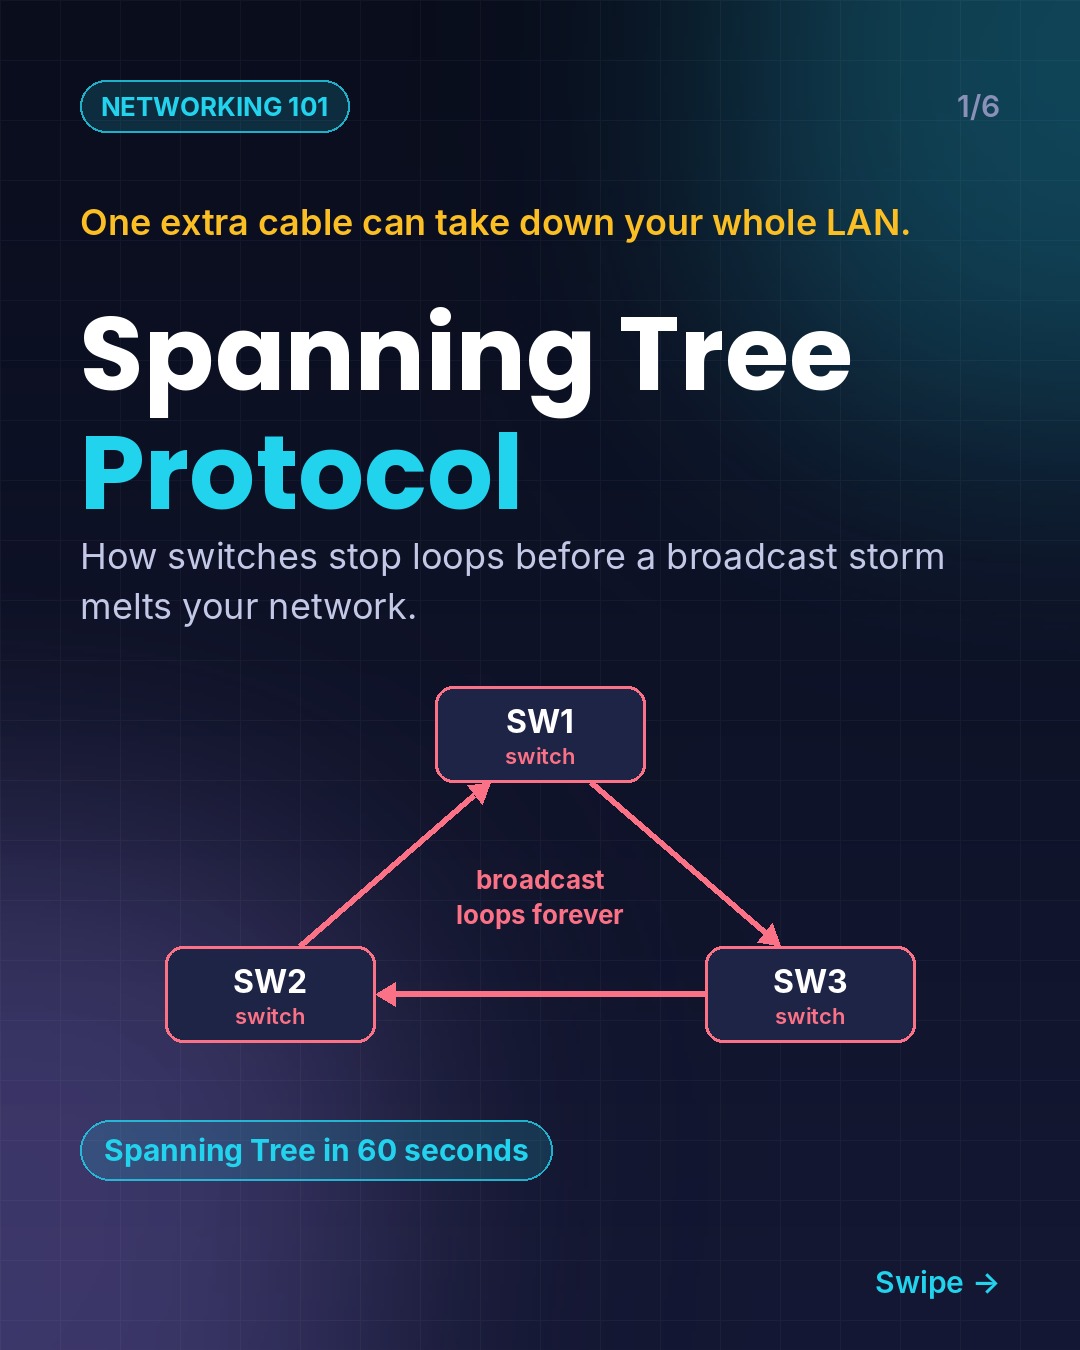 NETWORKING 101
1/6
One extra cable can take down your whole LAN.
Spanning Tree
Protocol
How switches stop loops before a broadcast storm
melts your network.
SW1
switch
broadcast
loops forever
SW2
switch
SW3
switch
Spanning Tree in 60 seconds
Swipe →